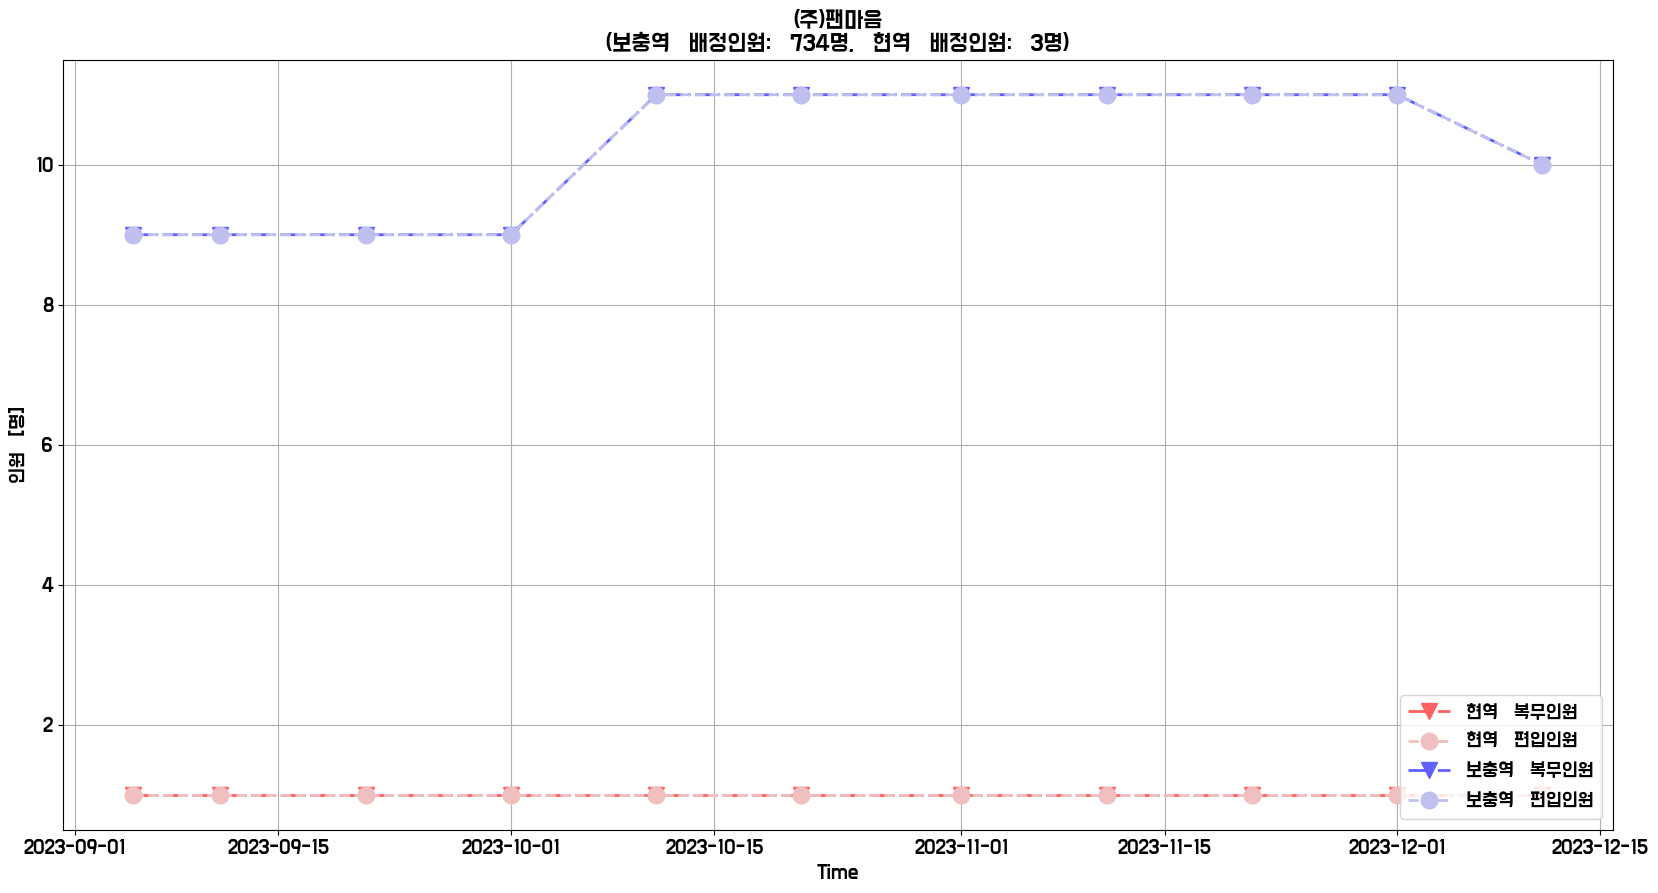 (주)팬마음
(보충역 배정인원: 734명, 현역 배정인원: 3명)
인원 [명]
10
8
6
4
2
현역 복무인원
현역 편입인원
보충역 복무인원
보충역 편입인원
2023-09-01 2023-09-15 2023-10-01 2023-10-15 2023-11-01 2023-11-15 2023-12-01 2023-12-15
Time